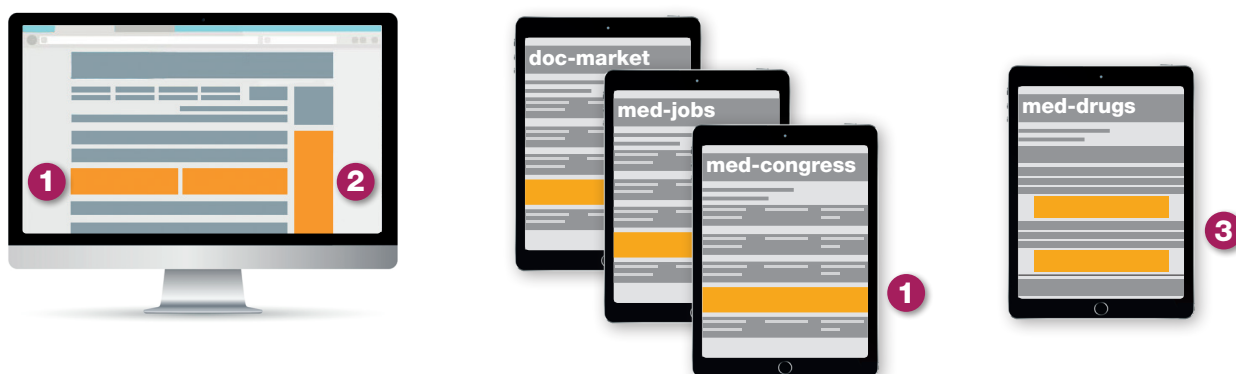 1
2
doc-market
med-jobs
med-congress
1
med-drugs
3